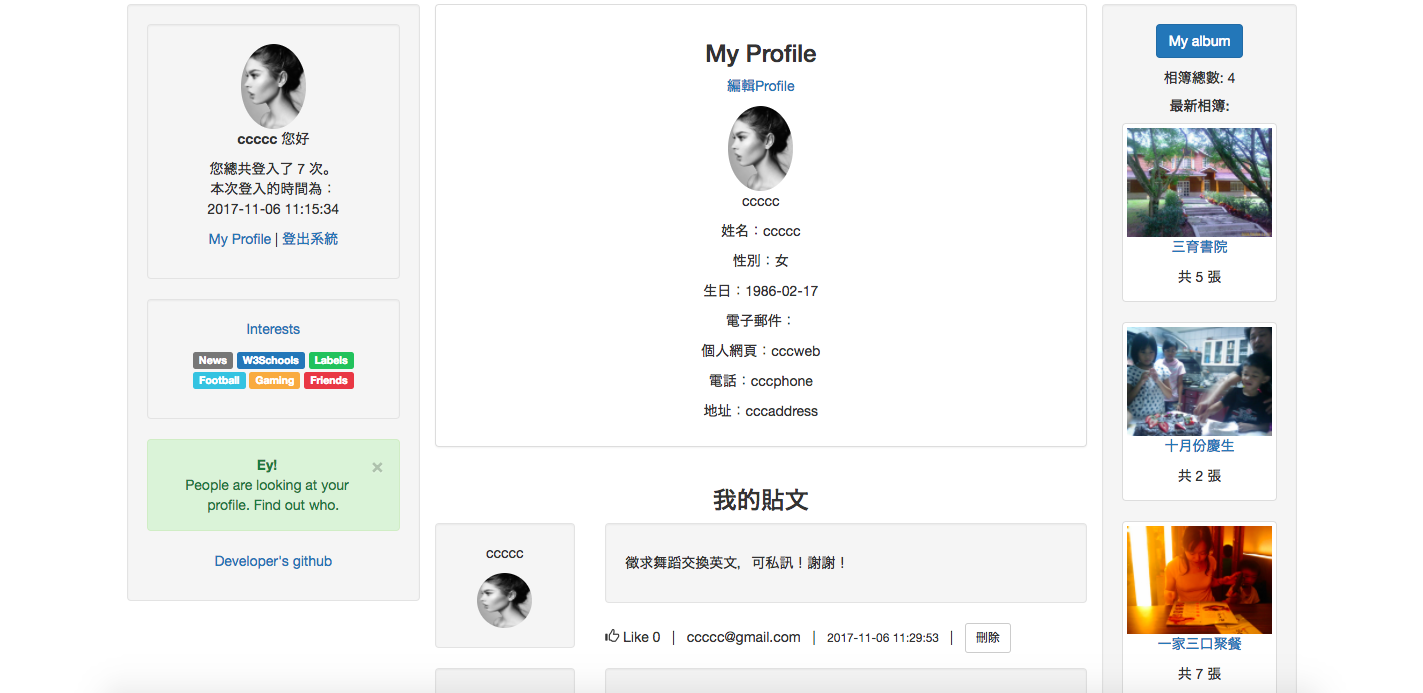 ccccc 您好
您總共登入了 7 次。
本次登入的時間為：
2017-11-06 11:15:34
My Profile | 登出系統
Interests
News W3Schools Labels
Football Gaming Friends
Ey!
×
People are looking at your
profile. Find out who.
Developer's github
My Profile
編輯Profile
ccccc
姓名：ccccc
性別：女
生日：1986-02-17
電子郵件：
個人網頁：cccweb
電話：cccphone
地址：cccaddress
我的貼文
ccccc
徵求舞蹈交換英文，可私訊！謝謝！
Like 0 | ccccc@gmail.com | 2017-11-06 11:29:53 | 刪除
My album
相簿總數: 4
最新相簿:
三育書院
共 5 張
十月份慶生
共 2 張
一家三口聚餐
共 7 張